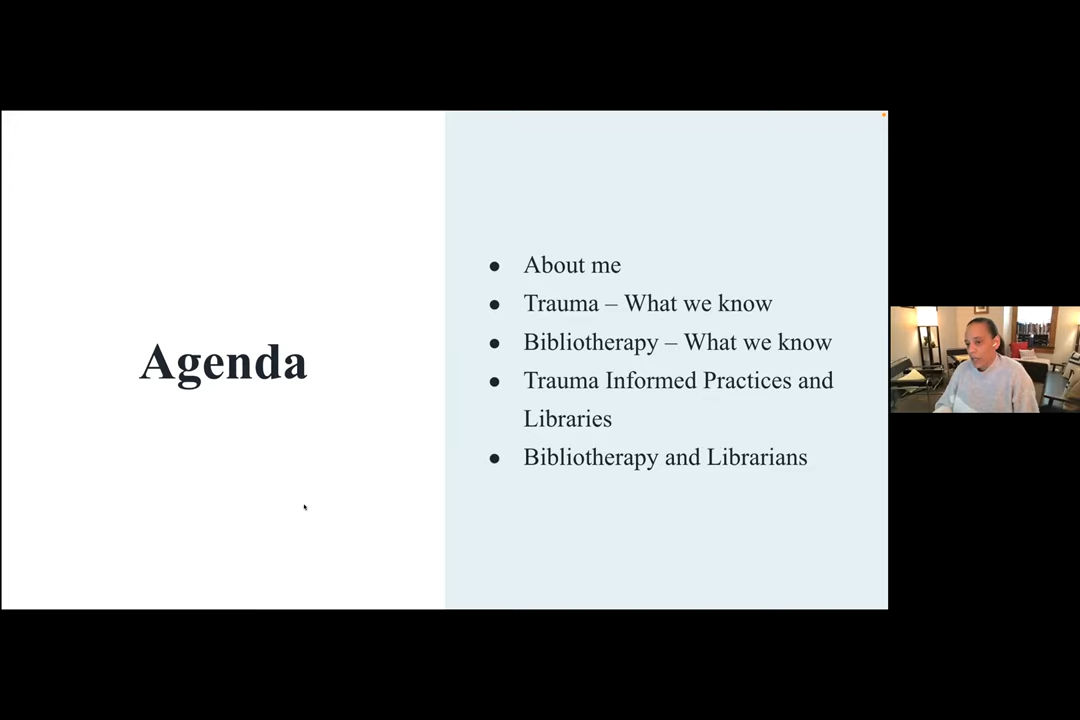 Agenda
● About me
● Trauma – What we know
● Bibliotherapy – What we know
● Trauma Informed Practices and
Libraries
● Bibliotherapy and Librarians